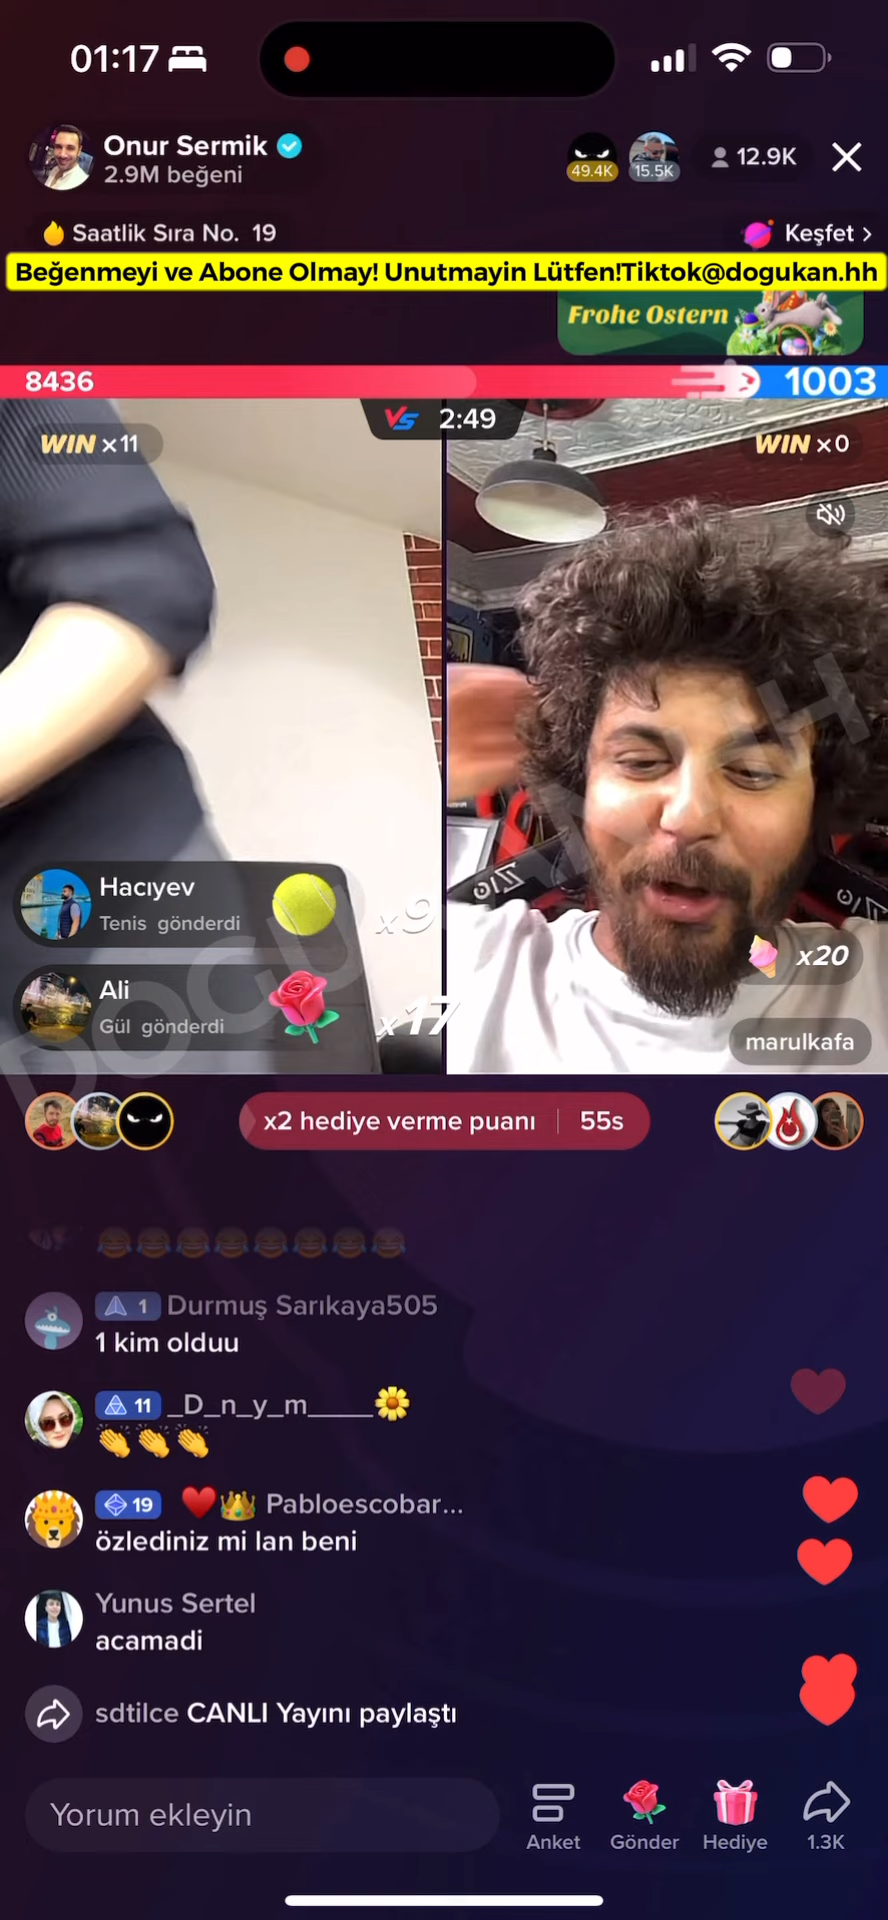 01:17
Onur Sermik
2.9M beğeni
49.4K
15.5K
12.9K
Saatlik Sıra No. 19
Keşfet >
Beğenmeyi ve Abone Olmay! Unutmayin Lütfen!Tiktok@dogukan.hh
Frohe Ostern
8436
1003
VS 2:49
WIN x11
WIN x0
Hacıyev
Tenis gönderdi
x9
Ali
Gül gönderdi
x17
x20
marulkafa
x2 hediye verme puanı | 55s
1 Durmuş Sarıkaya505
1 kim olduu
11 _D_n_y_m____🌼
👏👏👏
19 ❤️👑 Pabloescobar...
özlediniz mi lan beni
Yunus Sertel
acamadi
sdtilce CANLI Yayını paylaştı
Yorum ekleyin
Anket
Gönder
Hediye
1.3K